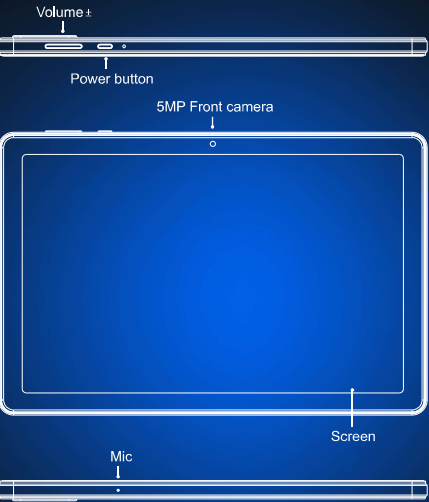 Volume±
Power button
5MP Front camera
Screen
Mic